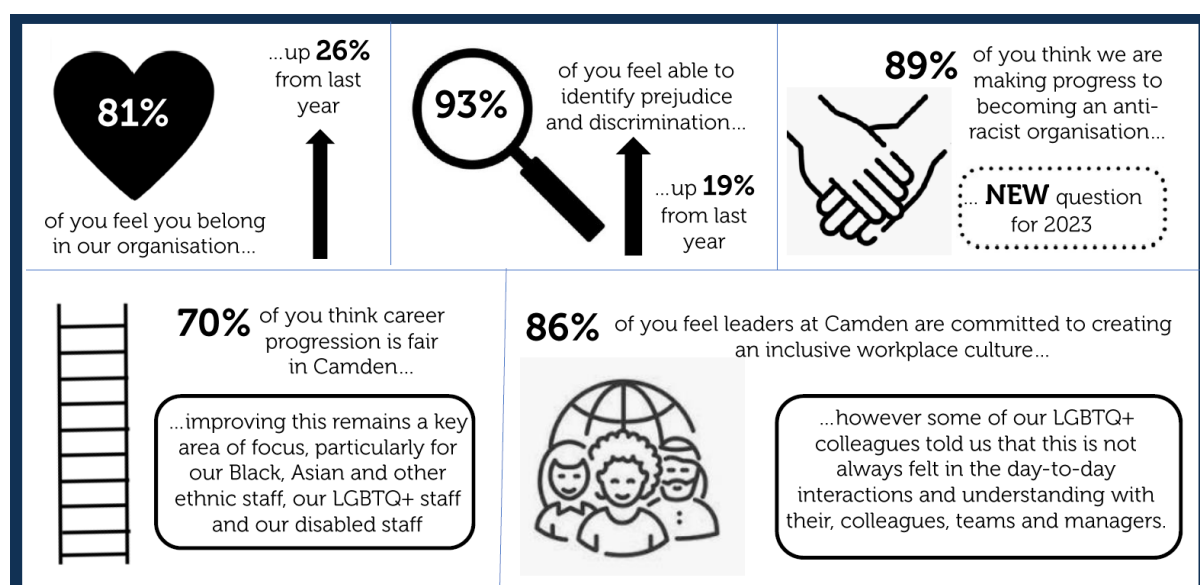 81%
of you feel you belong
in our organisation...
...up 26%
from last
year
93%
of you feel able to
identify prejudice
and discrimination...
...up 19%
from last
year
89%
of you think we are
making progress to
becoming an anti-
racist organisation...
... NEW question
for 2023
70% of you think career
progression is fair
in Camden...
...improving this remains a key
area of focus, particularly for
our Black, Asian and other
ethnic staff, our LGBTQ+ staff
and our disabled staff
86% of you feel leaders at Camden are committed to creating
an inclusive workplace culture...
...however some of our LGBTQ+
colleagues told us that this is not
always felt in the day-to-day
interactions and understanding with
their, colleagues, teams and managers.